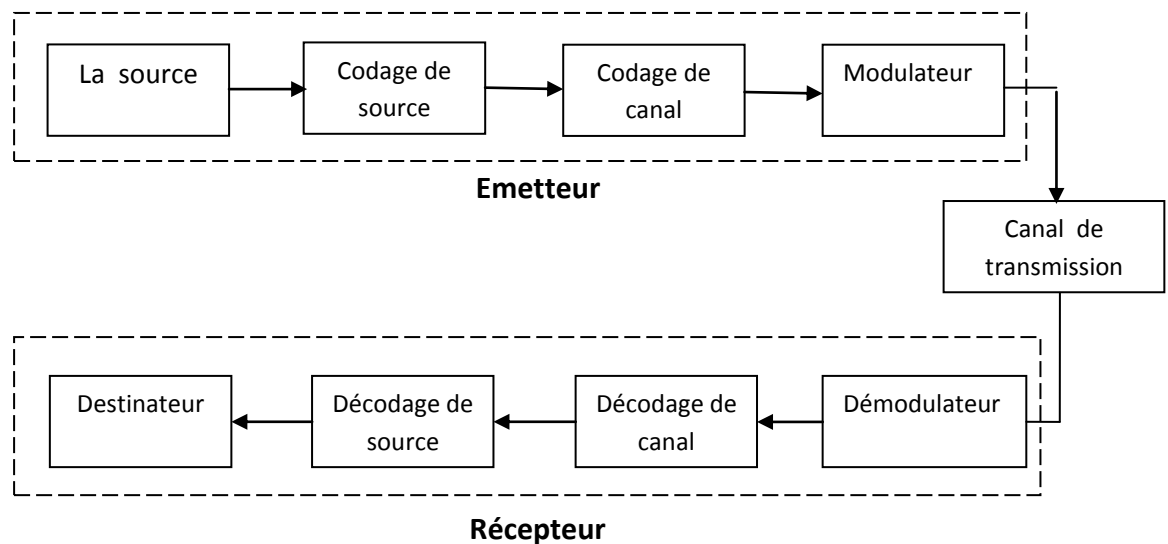 La source
Codage de
source
Codage de
canal
Modulateur
Emetteur
Canal de
transmission
Destinateur
Décodage de
source
Décodage de
canal
Démodulateur
Récepteur